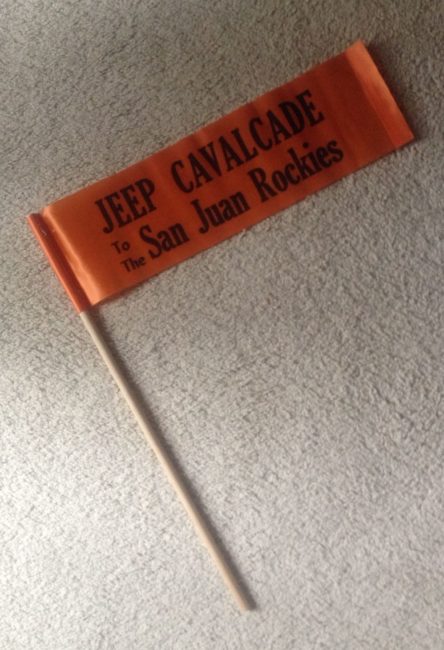 JEEP CAVALCADE
To The San Juan Rockies